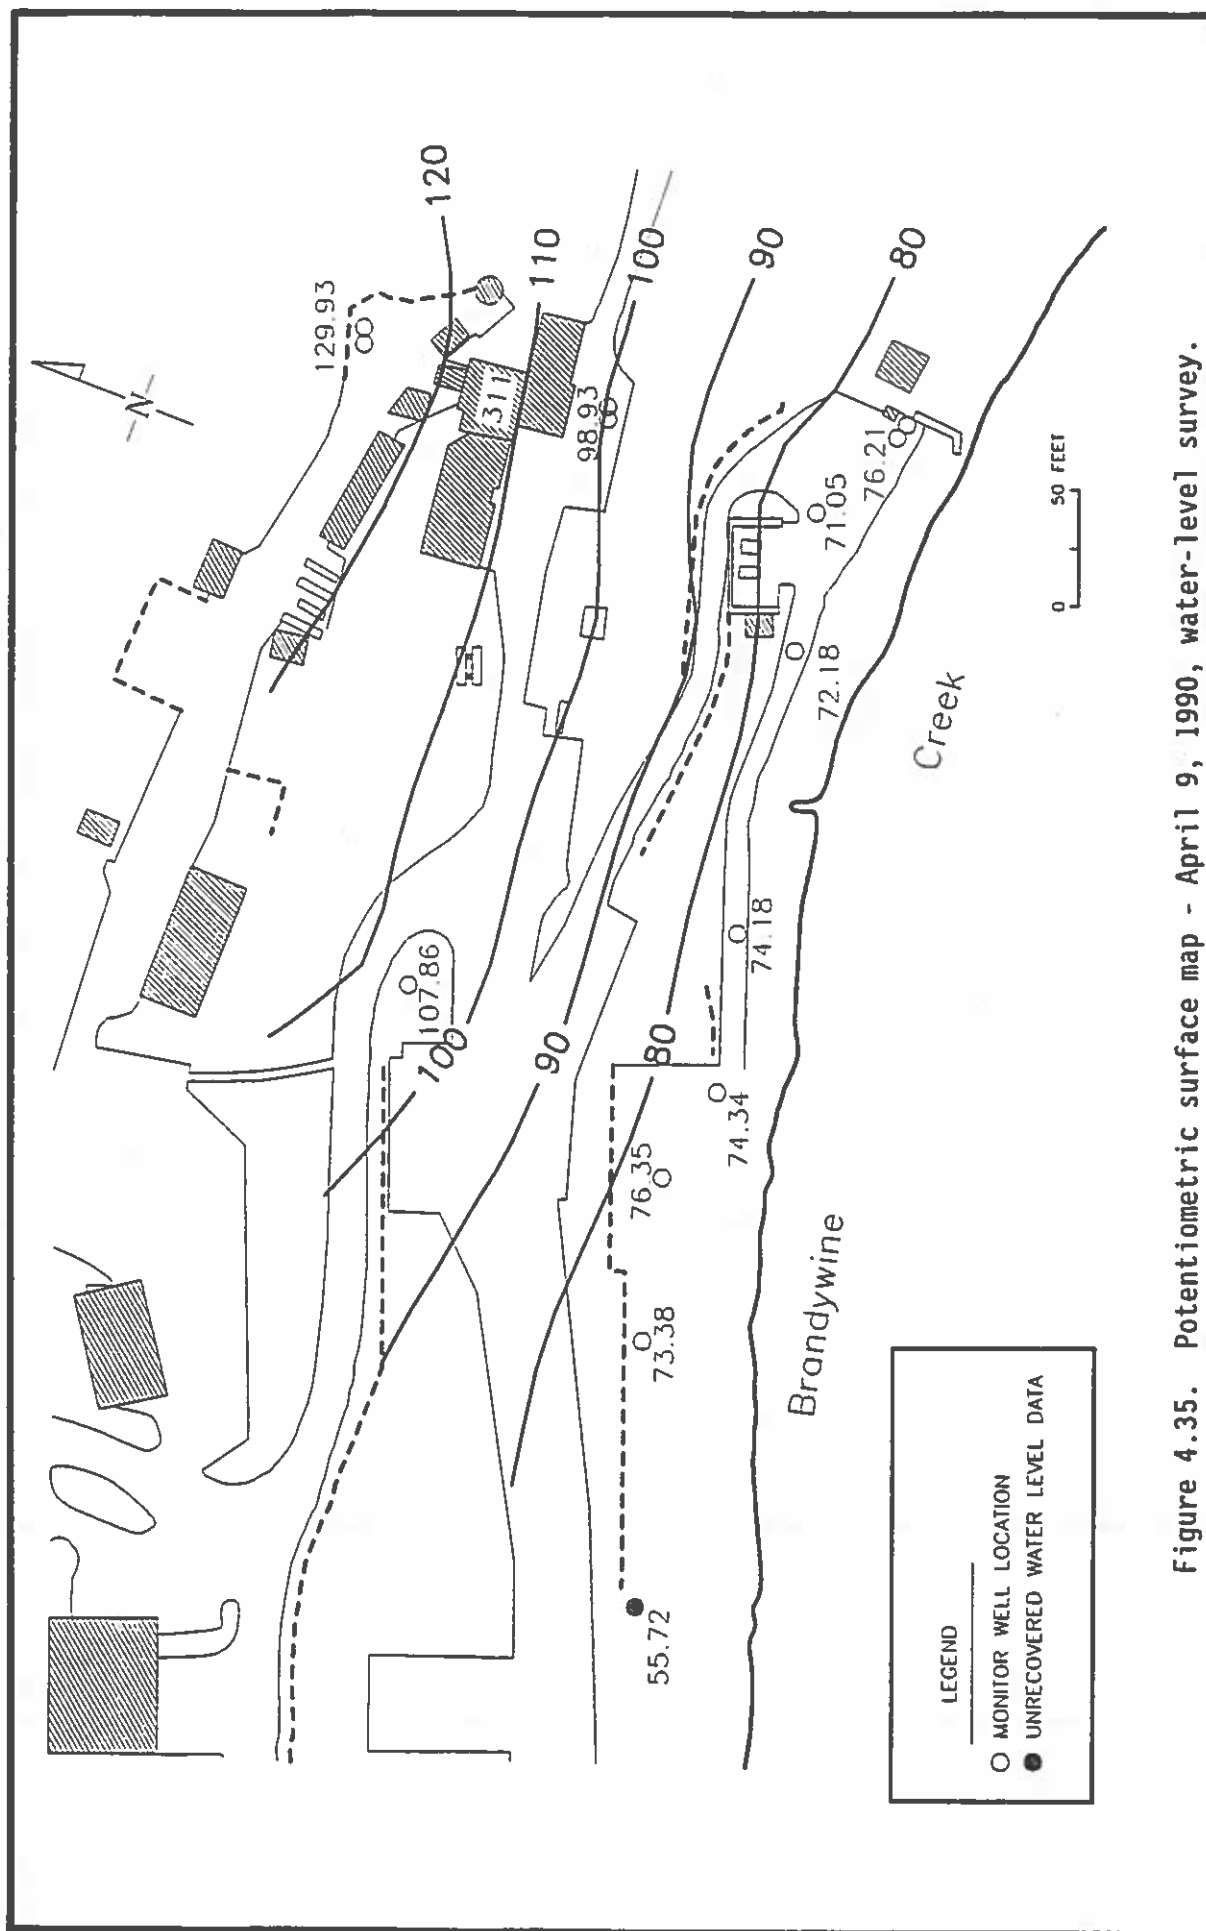 129.93
120
110
100
90
80
N
311
98.93
76.21
71.05
72.18
107.86
100
90
80
74.18
74.34
76.35
73.38
55.72
Brandywine
Creek
0
50 FEET
LEGEND
MONITOR WELL LOCATION
UNRECOVERED WATER LEVEL DATA
Figure 4.35. Potentiometric surface map - April 9, 1990, water-level survey.